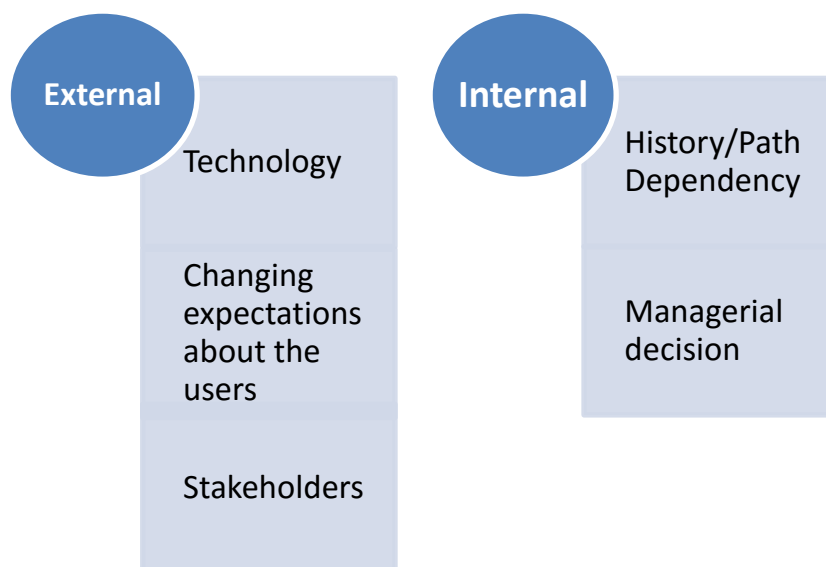 External
Technology
Changing
expectations
about the
users
Stakeholders
Internal
History/Path
Dependency
Managerial
decision